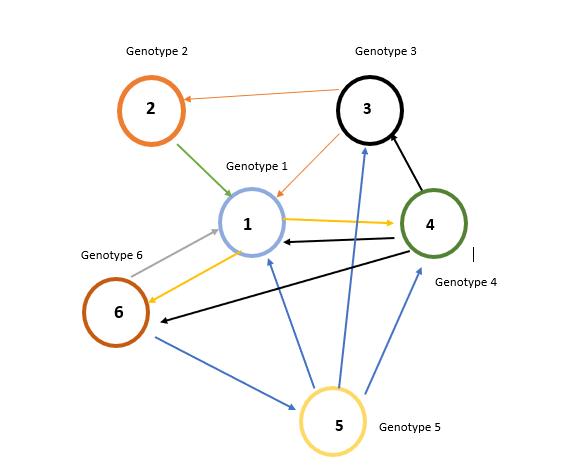 Genotype 2
Genotype 3
2
3
Genotype 1
1
4
Genotype 6
Genotype 4
6
5
Genotype 5